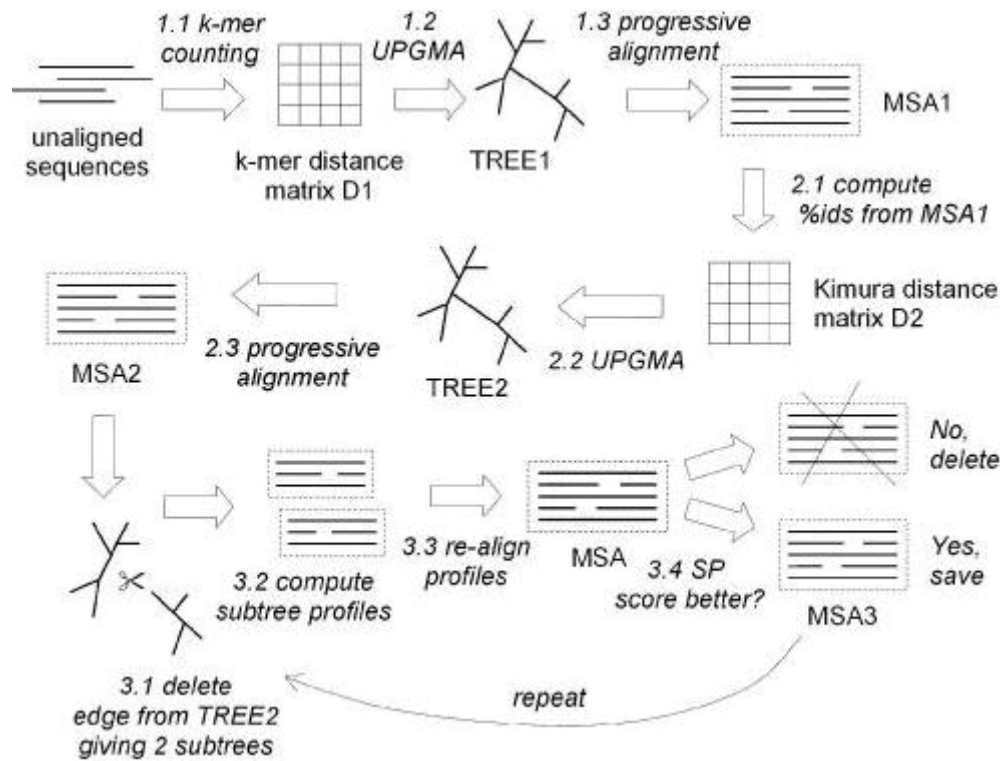 1.1 k-mer
counting
1.2
UPGMA
1.3 progressive
alignment
unaligned
sequences
k-mer distance
matrix D1
TREE1
MSA1
2.1 compute
%ids from MSA1
Kimura distance
matrix D2
2.2 UPGMA
TREE2
2.3 progressive
alignment
MSA2
3.1 delete
edge from TREE2
giving 2 subtrees
3.2 compute
subtree profiles
3.3 re-align
profiles
MSA
3.4 SP
score better?
No,
delete
Yes,
save
MSA3
repeat